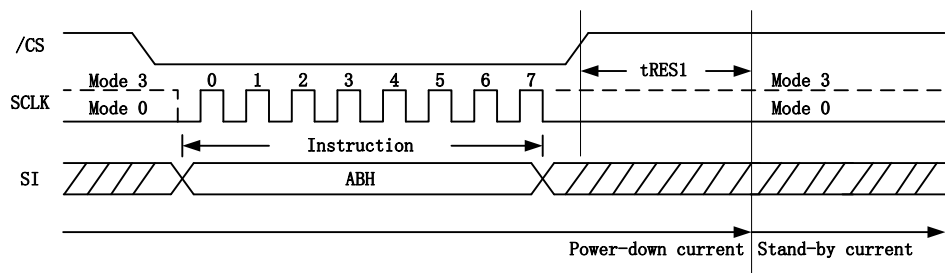 /CS
tRES1
Mode 3 0 1 2 3 4 5 6 7 Mode 3
SCLK
Mode 0 Mode 0
Instruction
SI ABH
Power-down current Stand-by current